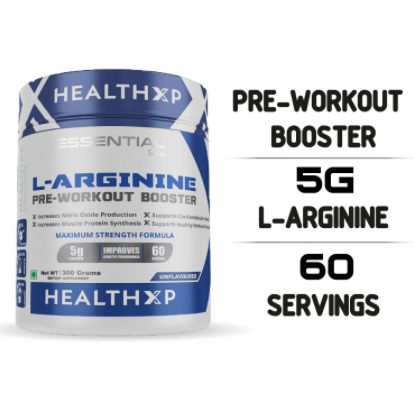 HEALTHXP
ESSENTIAL
L-ARGININE
PRE-WORKOUT BOOSTER
Increases Nitric Oxide Production
Increases Muscle Protein Synthesis
MAXIMUM STRENGTH FORMULA
5g
IMPROVES
60
Net WT: 300 Grams
UNFLAVOURED
HEALTHXP
PRE-WORKOUT
BOOSTER
5G
L-ARGININE
60
SERVINGS